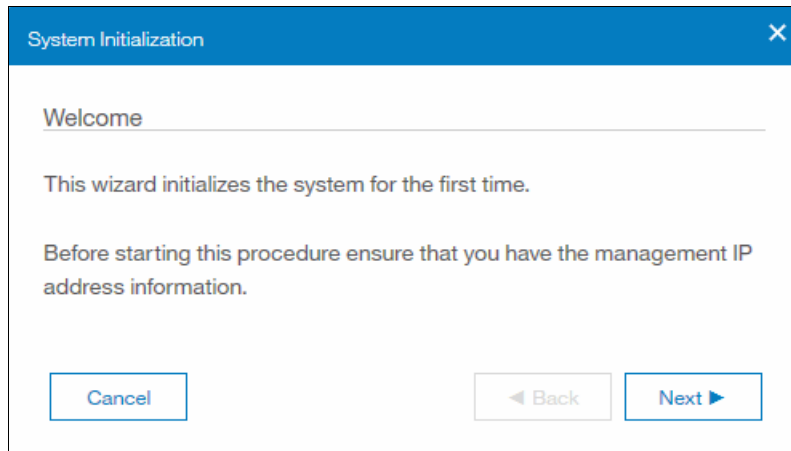 System Initialization
Welcome
This wizard initializes the system for the first time.
Before starting this procedure ensure that you have the management IP
address information.
Cancel
◀ Back
Next ▶